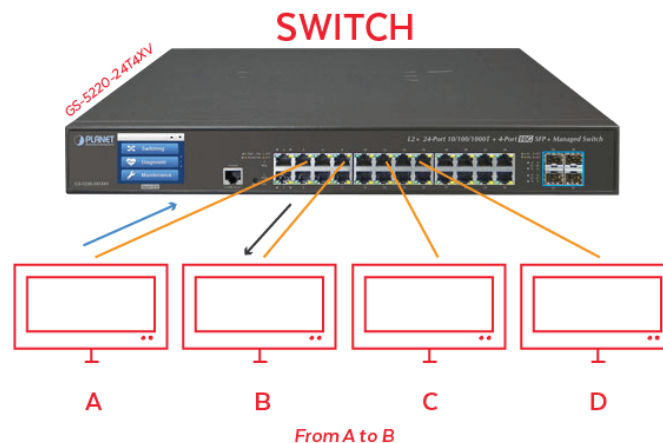 SWITCH
GS-5220-24T4XV
PLANET
L2+ 24-Port 10/100/1000T + 4-Port 10G SFP+ Managed Switch
Switching
Diagnostic
Maintenance
A
B
C
D
From A to B